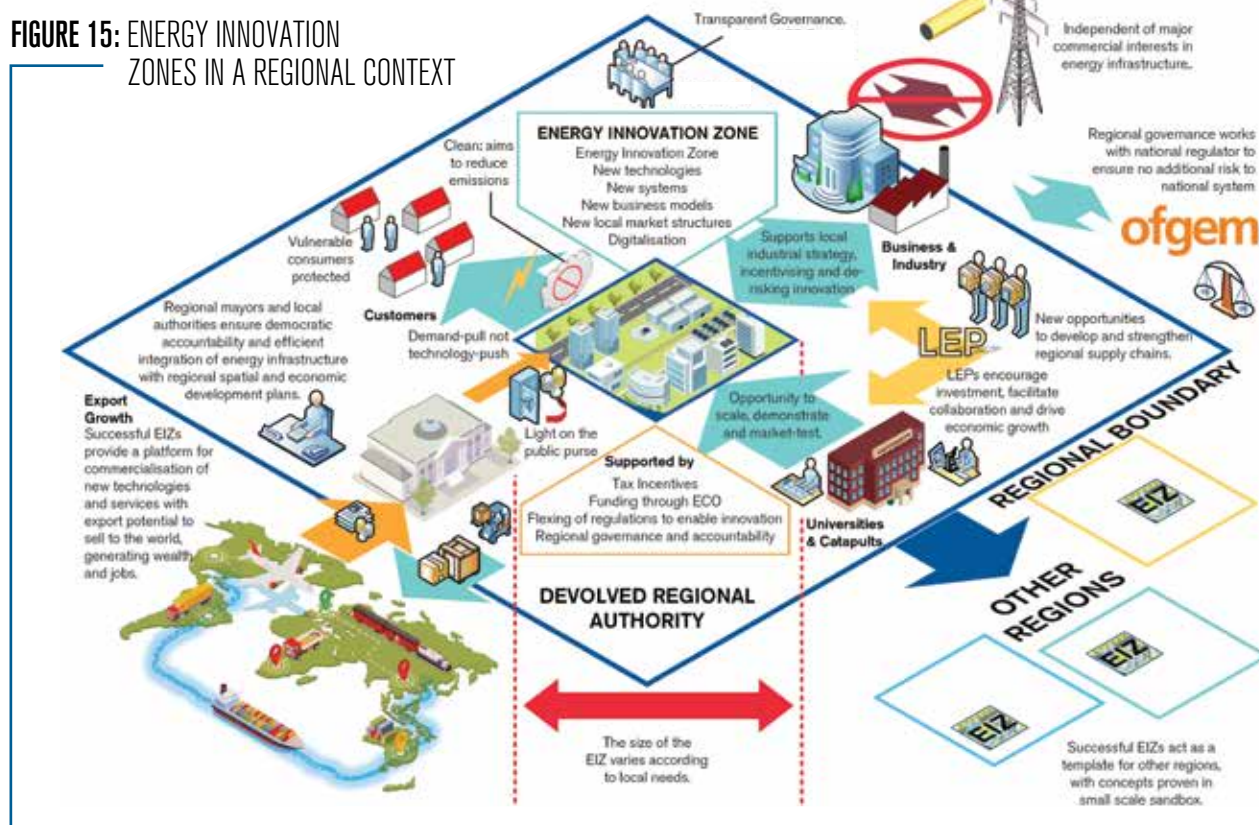 FIGURE 15: ENERGY INNOVATION
ZONES IN A REGIONAL CONTEXT
Transparent Governance.
Independent of major
commercial interests in
energy infrastructure..
Regional governance works
with national regulator to
ensure no additional risk to
national system
ofgem
ENERGY INNOVATION ZONE
Energy Innovation Zone
New technologies
New systems
New business models
New local market structures
Digitalisation
Clean: aims
to reduce
emissions
Vulnerable
consumers
protected
Customers
Demand-pull not
technology-push
Supports local
industrial strategy,
incentivising and de-
risking innovation
Business &
Industry
New opportunities
to develop and strengthen
regional supply chains.
LEP
LEPs encourage
investment, facilitate
collaboration and drive
economic growth
Regional mayors and local
authorities ensure democratic
accountability and efficient
integration of energy infrastructure
with regional spatial and economic
development plans.
Export
Growth
Successful EIZs
provide a platform for
commercialisation of
new technologies
and services with
export potential to
sell to the world,
generating wealth
and jobs.
Light on the
public purse
Opportunity to
scale, demonstrate
and market-test.
Supported by
Tax Incentives
Funding through ECO
Flexing of regulations to enable innovation
Regional governance and accountability
Universities
& Catapults
DEVOLVED REGIONAL
AUTHORITY
REGIONAL BOUNDARY
OTHER
REGIONS
EIZ
EIZ
EIZ
The size of the
EIZ varies according
to local needs.
Successful EIZs act as a
template for other regions,
with concepts proven in
small scale sandbox.